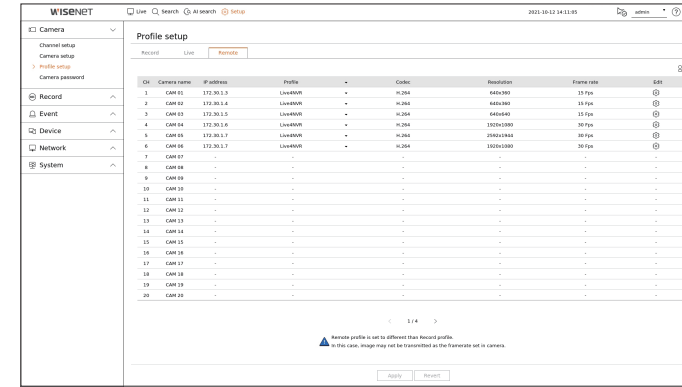 WISENET
Live Search AI search Setup 2021-10-12 14:11:05 admin
Camera
Channel setup
Camera setup
Profile setup
Camera password
Record
Event
Device
Network
System
Profile setup
Record Live Remote
CH Camera name IP address Profile Codec Resolution Frame rate Edit
1 CAM 01 172.30.1.3 Live4NVR H.264 640x360 15 Fps
2 CAM 02 172.30.1.4 Live4NVR H.264 640x360 15 Fps
3 CAM 03 172.30.1.5 Live4NVR H.264 640x640 15 Fps
4 CAM 04 172.30.1.6 Live4NVR H.264 1920x1080 30 Fps
5 CAM 05 172.30.1.7 Live4NVR H.264 2592x1944 30 Fps
6 CAM 06 172.30.1.7 Live4NVR H.264 1920x1080 30 Fps
7 CAM 07 - - - - - -
8 CAM 08 - - - - - -
9 CAM 09 - - - - - -
10 CAM 10 - - - - - -
11 CAM 11 - - - - - -
12 CAM 12 - - - - - -
13 CAM 13 - - - - - -
14 CAM 14 - - - - - -
15 CAM 15 - - - - - -
16 CAM 16 - - - - - -
17 CAM 17 - - - - - -
18 CAM 18 - - - - - -
19 CAM 19 - - - - - -
20 CAM 20 - - - - - -
< 1 / 4 >
Remote profile is set to different than Record profile.
In this case, image may not be transmitted as the framerate set in camera.
Apply Revert